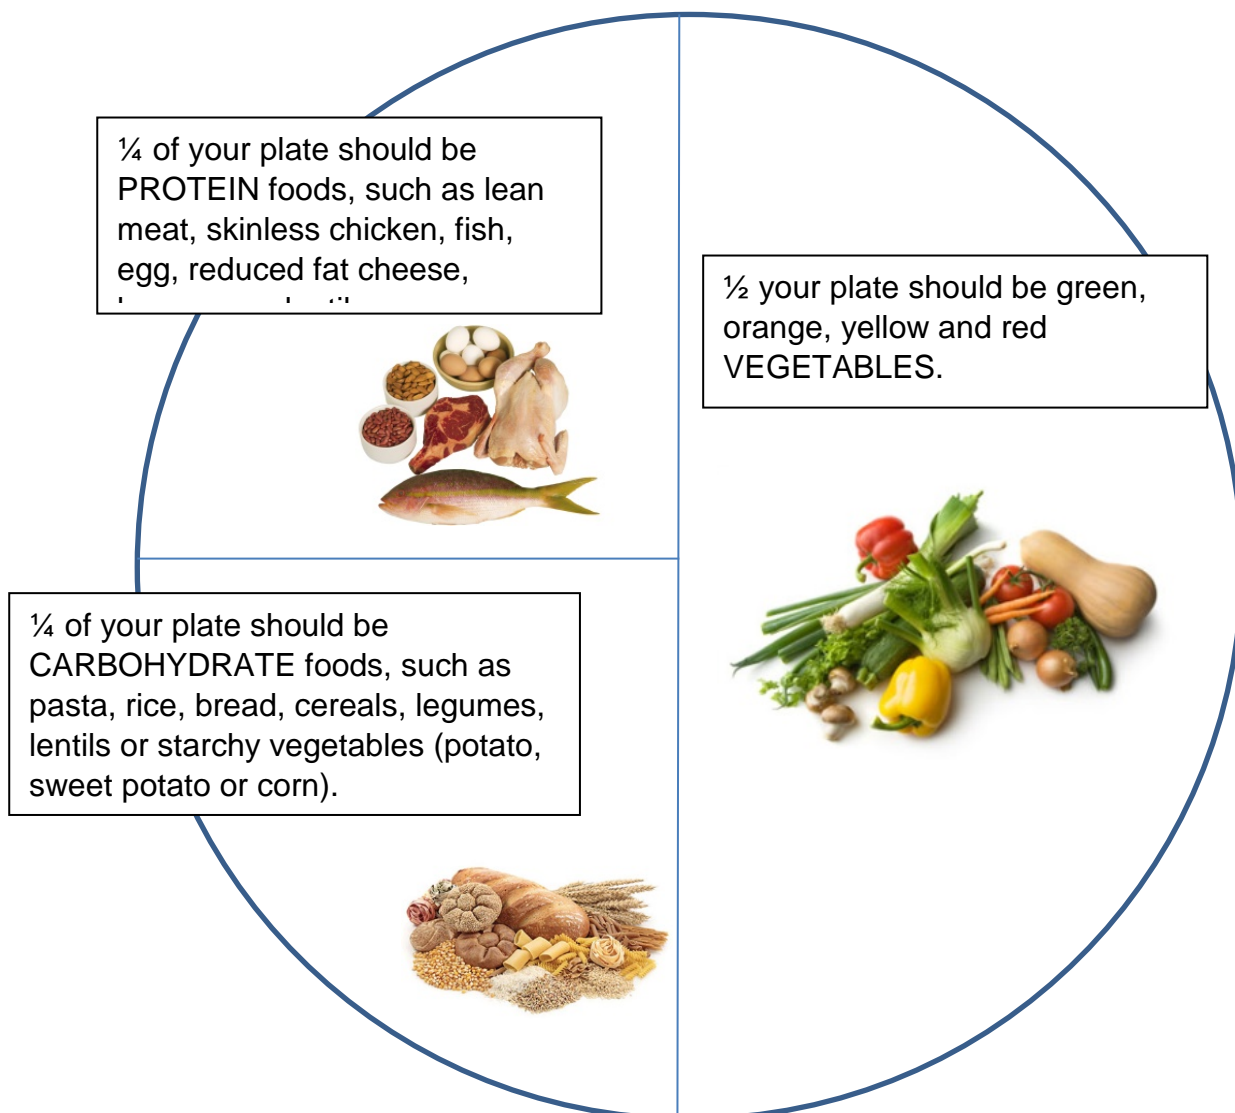 ¼ of your plate should be
PROTEIN foods, such as lean
meat, skinless chicken, fish,
egg, reduced fat cheese,
½ your plate should be green,
orange, yellow and red
VEGETABLES.
¼ of your plate should be
CARBOHYDRATE foods, such as
pasta, rice, bread, cereals, legumes,
lentils or starchy vegetables (potato,
sweet potato or corn).